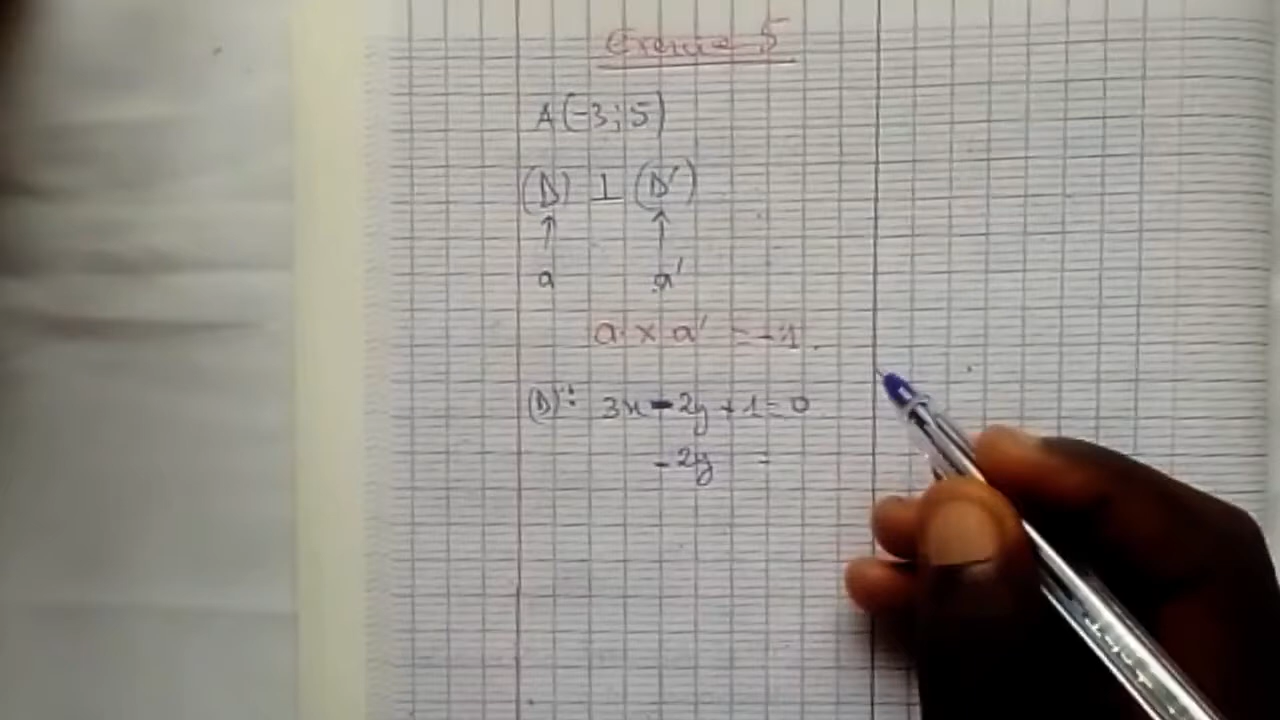 Exercice 5
A(-3; 5)
(D) ⊥ (D')
↑ ↑
a a'
a × a' = -1.
(D): 3x - 2y + 1 = 0
-2y =